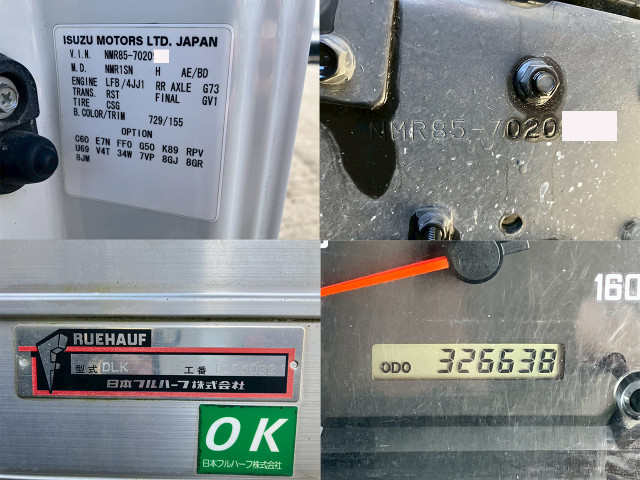 ISUZU MOTORS LTD. JAPAN
V.I.N. NMR85-7020
M.D. NMR1SN H AE/BD
ENGINE LFB/4JJ1 RR AXLE G73
TRANS. RST FINAL GV1
TIRE CSG
B.COLOR/TRIM 729/155
OPTION
C60 E7N FF0 G50 K89 RPV
U69 V4T 34W 7VP 8GJ 8GR
8JM
NMR85-7020
RUEHAUF
型式 DLK 工番
日本フルハーフ株式会社
OK
日本フルハーフ株式会社
160
ODO 326638